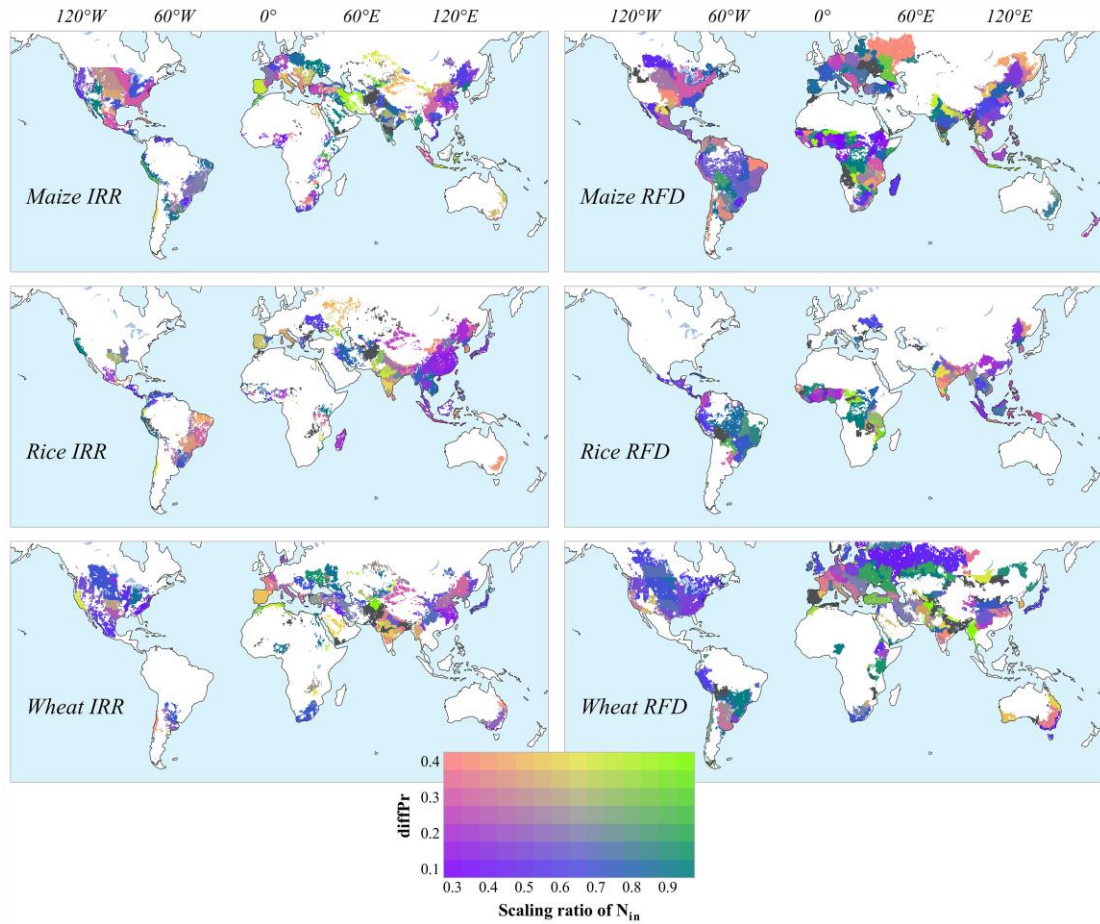 120°W 60°W 0° 60°E 120°E 120°W 60°W 0° 60°E 120°E
Maize IRR
Maize RFD
Rice IRR
Rice RFD
Wheat IRR
Wheat RFD
0.4
0.3
0.2
0.1
diffPr
0.3 0.4 0.5 0.6 0.7 0.8 0.9
Scaling ratio of N_in